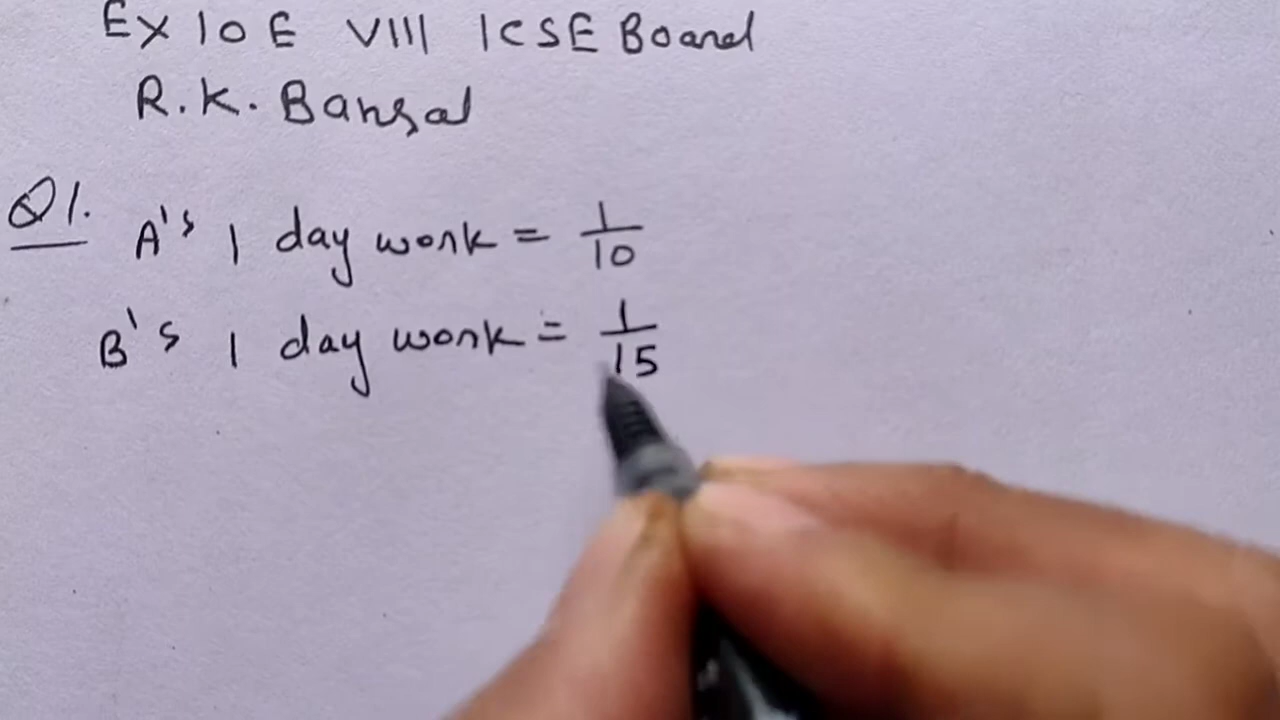 Ex 10 E VIII ICSE Board
R.K. Bansal
Q1. A's 1 day work = 1/10
B's 1 day work = 1/15